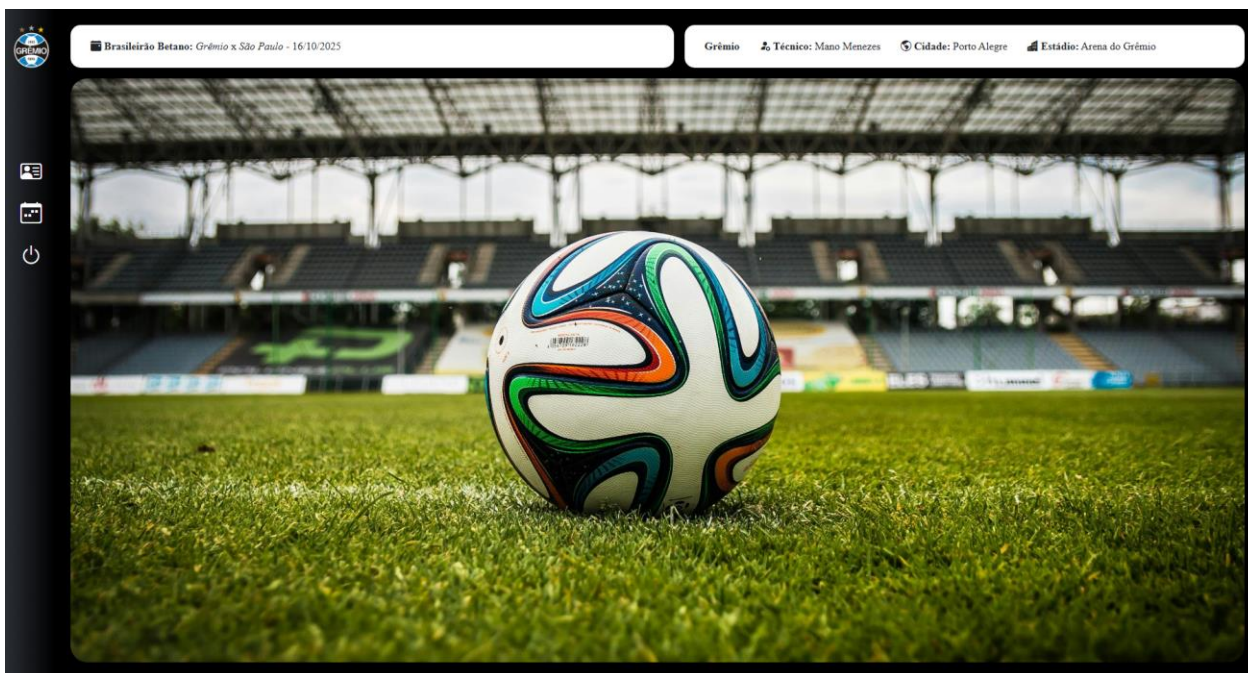 GRÊMIO
Brasileirão Betano: Grêmio x São Paulo - 16/10/2025
Grêmio Técnico: Mano Menezes Cidade: Porto Alegre Estádio: Arena do Grêmio